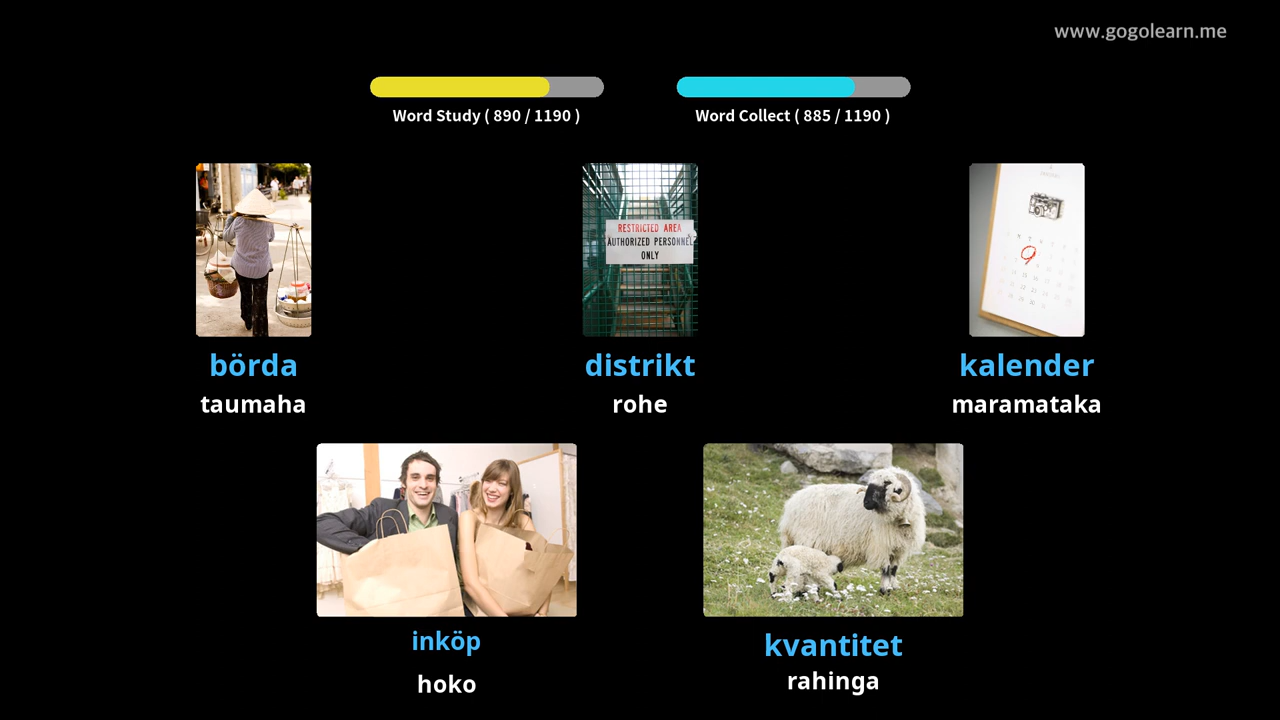 www.gogolearn.me
Word Study ( 890 / 1190 )
Word Collect ( 885 / 1190 )
RESTRICTED AREA
AUTHORIZED PERSONNEL
ONLY
9
börda
taumaha
distrikt
rohe
kalender
maramataka
inköp
hoko
kvantitet
rahinga